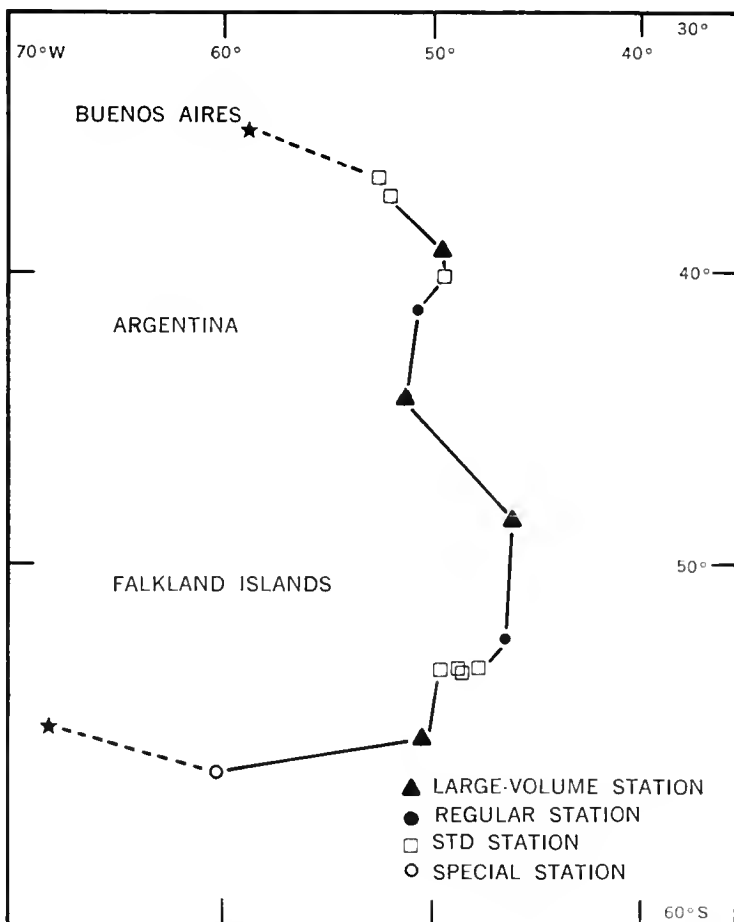 70°W 60° 50° 40° 30°
BUENOS AIRES
40°
ARGENTINA
50°
FALKLAND ISLANDS
LARGE-VOLUME STATION
REGULAR STATION
STD STATION
SPECIAL STATION
60°S